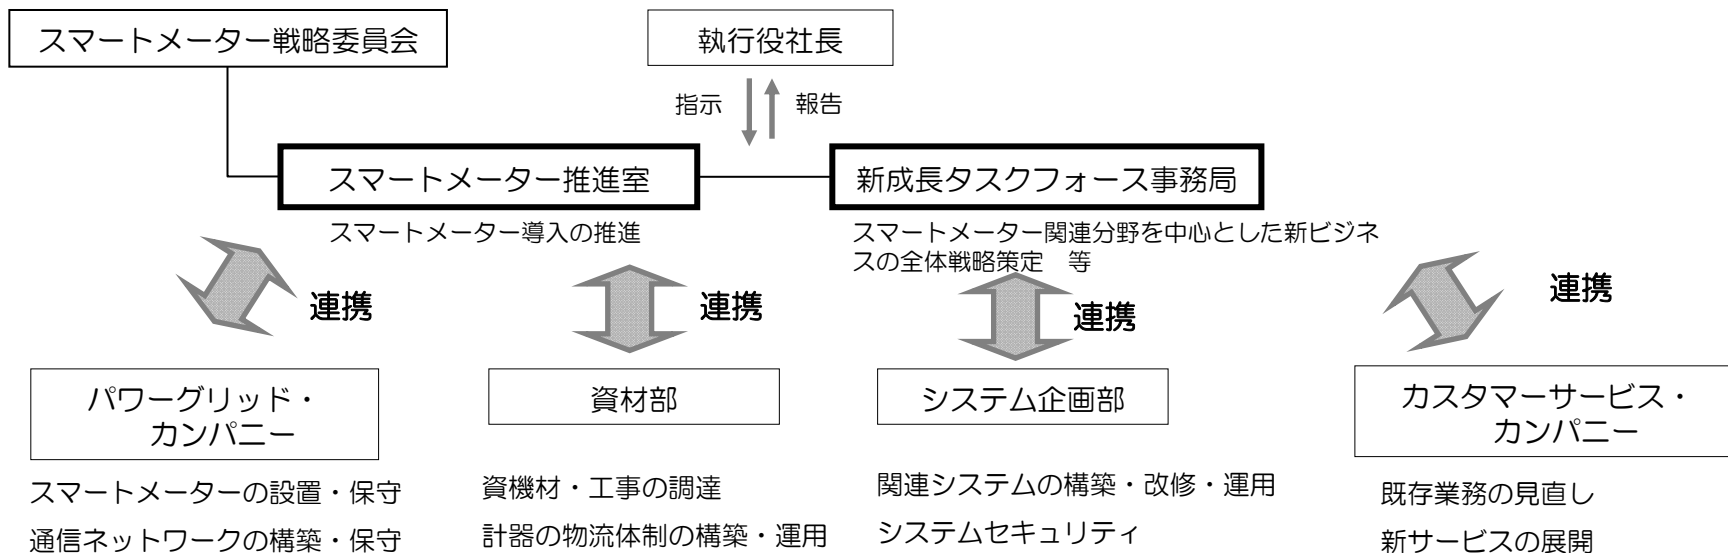 スマートメーター戦略委員会
執行役社長
指示
報告
スマートメーター推進室
新成長タスクフォース事務局
スマートメーター導入の推進
スマートメーター関連分野を中心とした新ビジネ
スの全体戦略策定　等
連携
連携
連携
連携
パワーグリッド・
カンパニー
資材部
システム企画部
カスタマーサービス・
カンパニー
スマートメーターの設置・保守
通信ネットワークの構築・保守
資機材・工事の調達
計器の物流体制の構築・運用
関連システムの構築・改修・運用
システムセキュリティ
既存業務の見直し
新サービスの展開